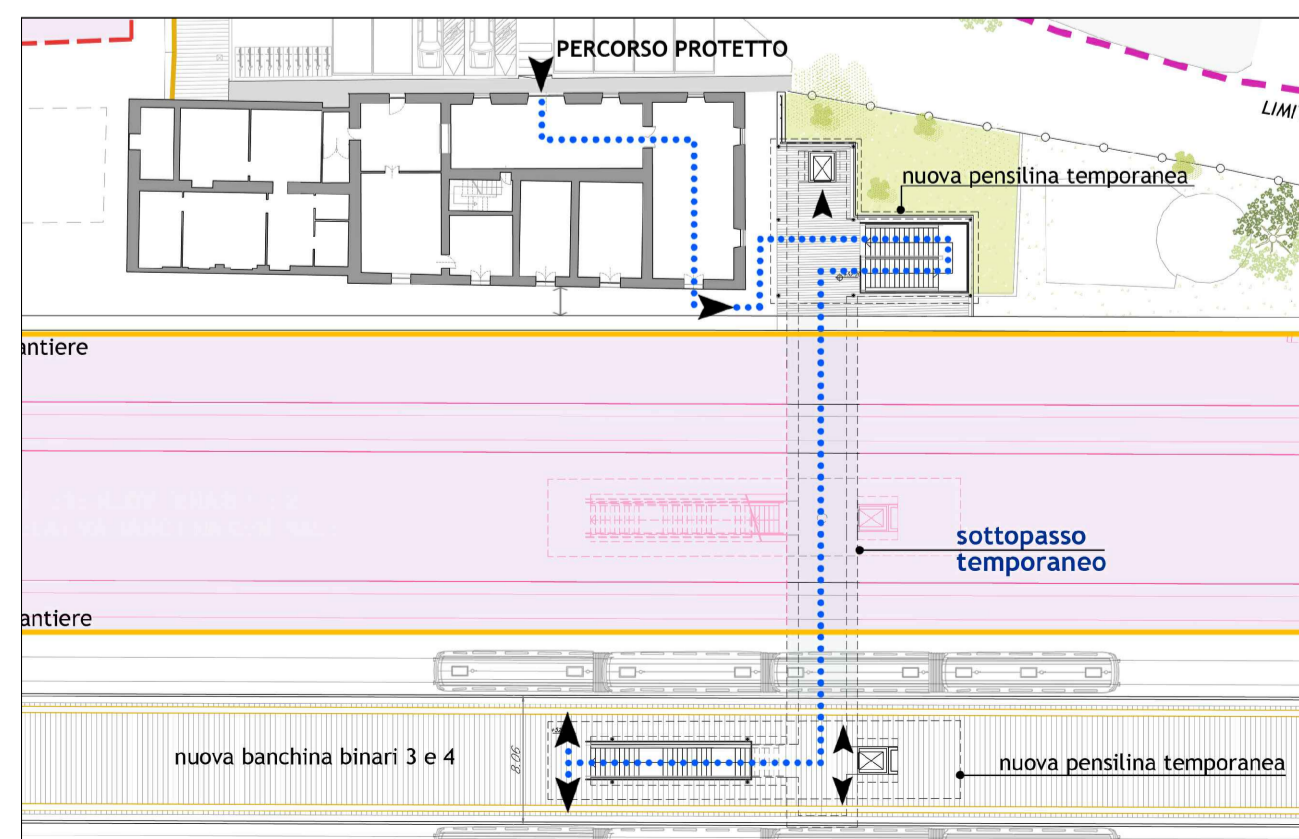 PERCORSO PROTETTO
LIMI
nuova pensilina temporanea
antiere
sottopasso
temporaneo
antiere
nuova banchina binari 3 e 4
8.06
nuova pensilina temporanea